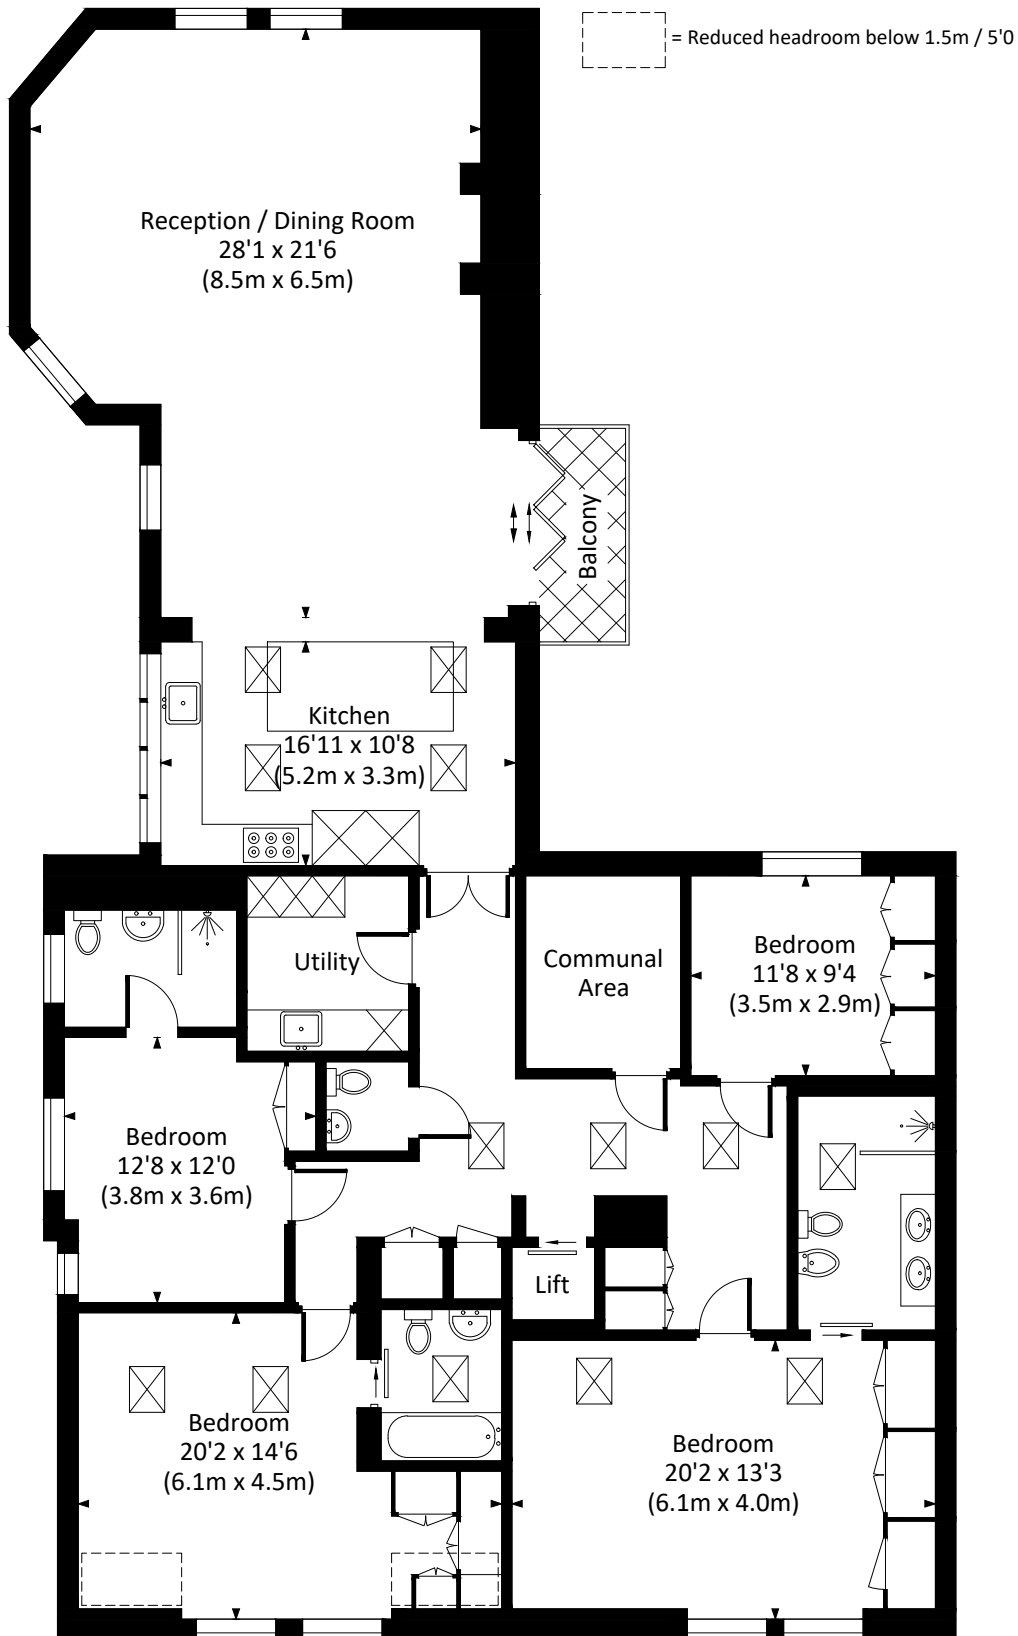 = Reduced headroom below 1.5m / 5'0
Reception / Dining Room
28'1 x 21'6
(8.5m x 6.5m)
Balcony
Kitchen
16'11 x 10'8
(5.2m x 3.3m)
Utility
Communal
Area
Bedroom
11'8 x 9'4
(3.5m x 2.9m)
Bedroom
12'8 x 12'0
(3.8m x 3.6m)
Lift
Bedroom
20'2 x 14'6
(6.1m x 4.5m)
Bedroom
20'2 x 13'3
(6.1m x 4.0m)